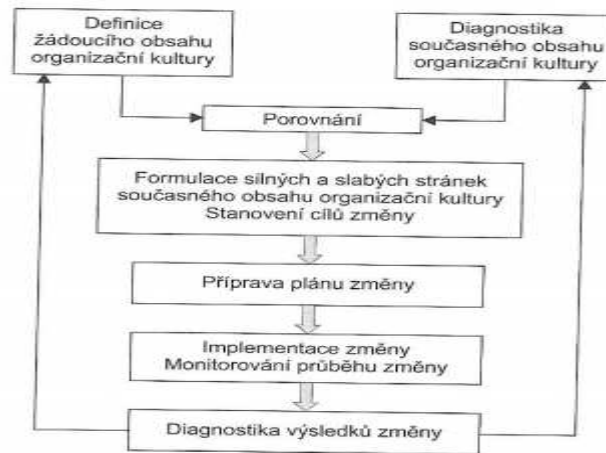 Definice
žádoucího obsahu
organizační kultury
Diagnostika
současného obsahu
organizační kultury
Porovnání
Formulace silných a slabých stránek
současného obsahu organizační kultury
Stanovení cílů změny
Příprava plánu změny
Implementace změny
Monitorování průběhu změny
Diagnostika výsledků změny